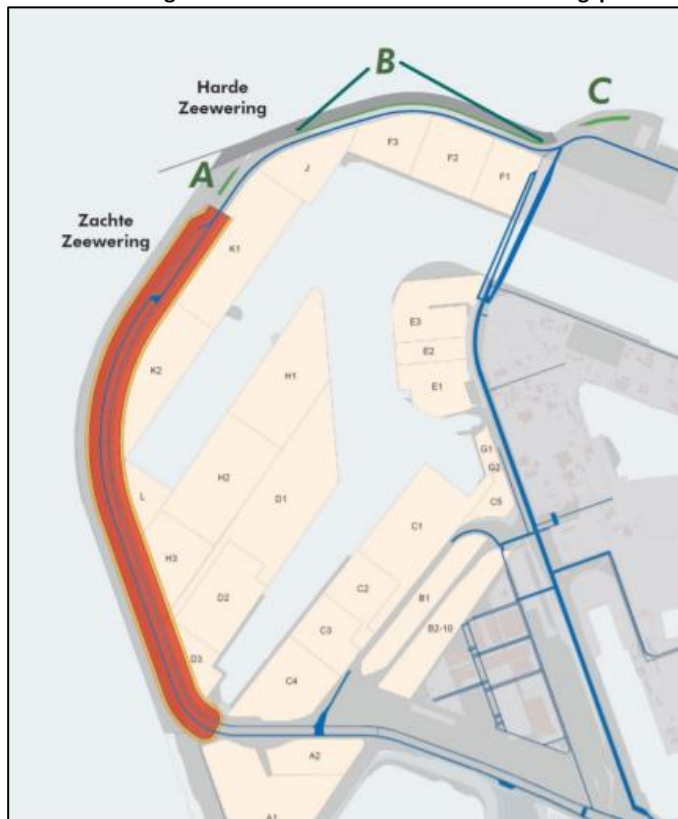 B
C
Harde
Zeewering
A
F3
F2
F1
J
Zachte
Zeewering
K1
E3
E2
E1
K2
H1
G1
G2
H2
D1
L
C5
C1
H3
D2
C2
B1
C3
B2-10
D3
C4
A2
A1